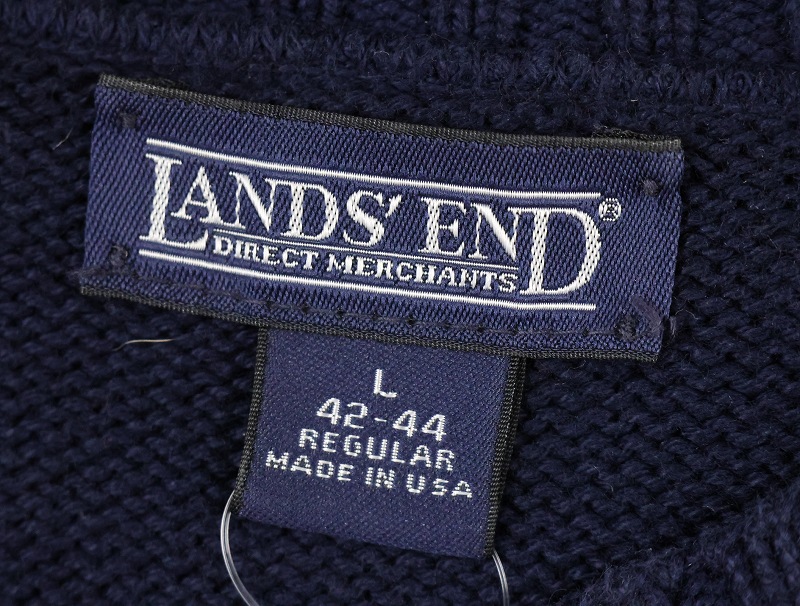 LANDS' END®
DIRECT MERCHANTS
L
42-44
REGULAR
MADE IN USA